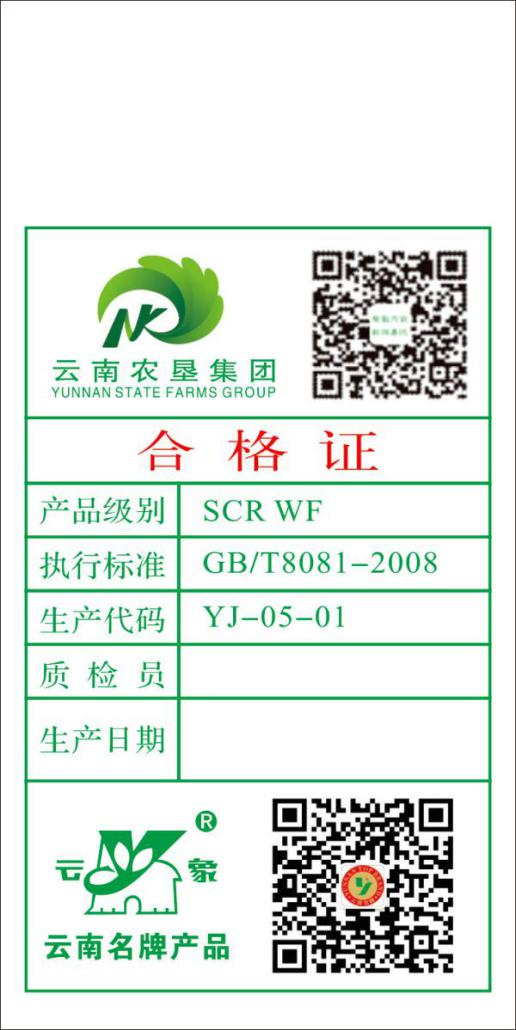 云南农垦集团
YUNNAN STATE FARMS GROUP
合格证
产品级别 SCR WF
执行标准 GB/T8081-2008
生产代码 YJ-05-01
质检员
生产日期
云 象 ®
云南名牌产品